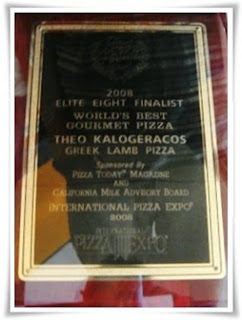 2008
ELITE EIGHT FINALIST
WORLD'S BEST
GOURMET PIZZA
THEO KALOGERACOS
GREEK LAMB PIZZA
Sponsored By
PIZZA TODAY® MAGAZINE
AND
CALIFORNIA MILK ADVISORY BOARD
INTERNATIONAL PIZZA EXPO®
2008
INTERNATIONAL
PIZZA EXPO®